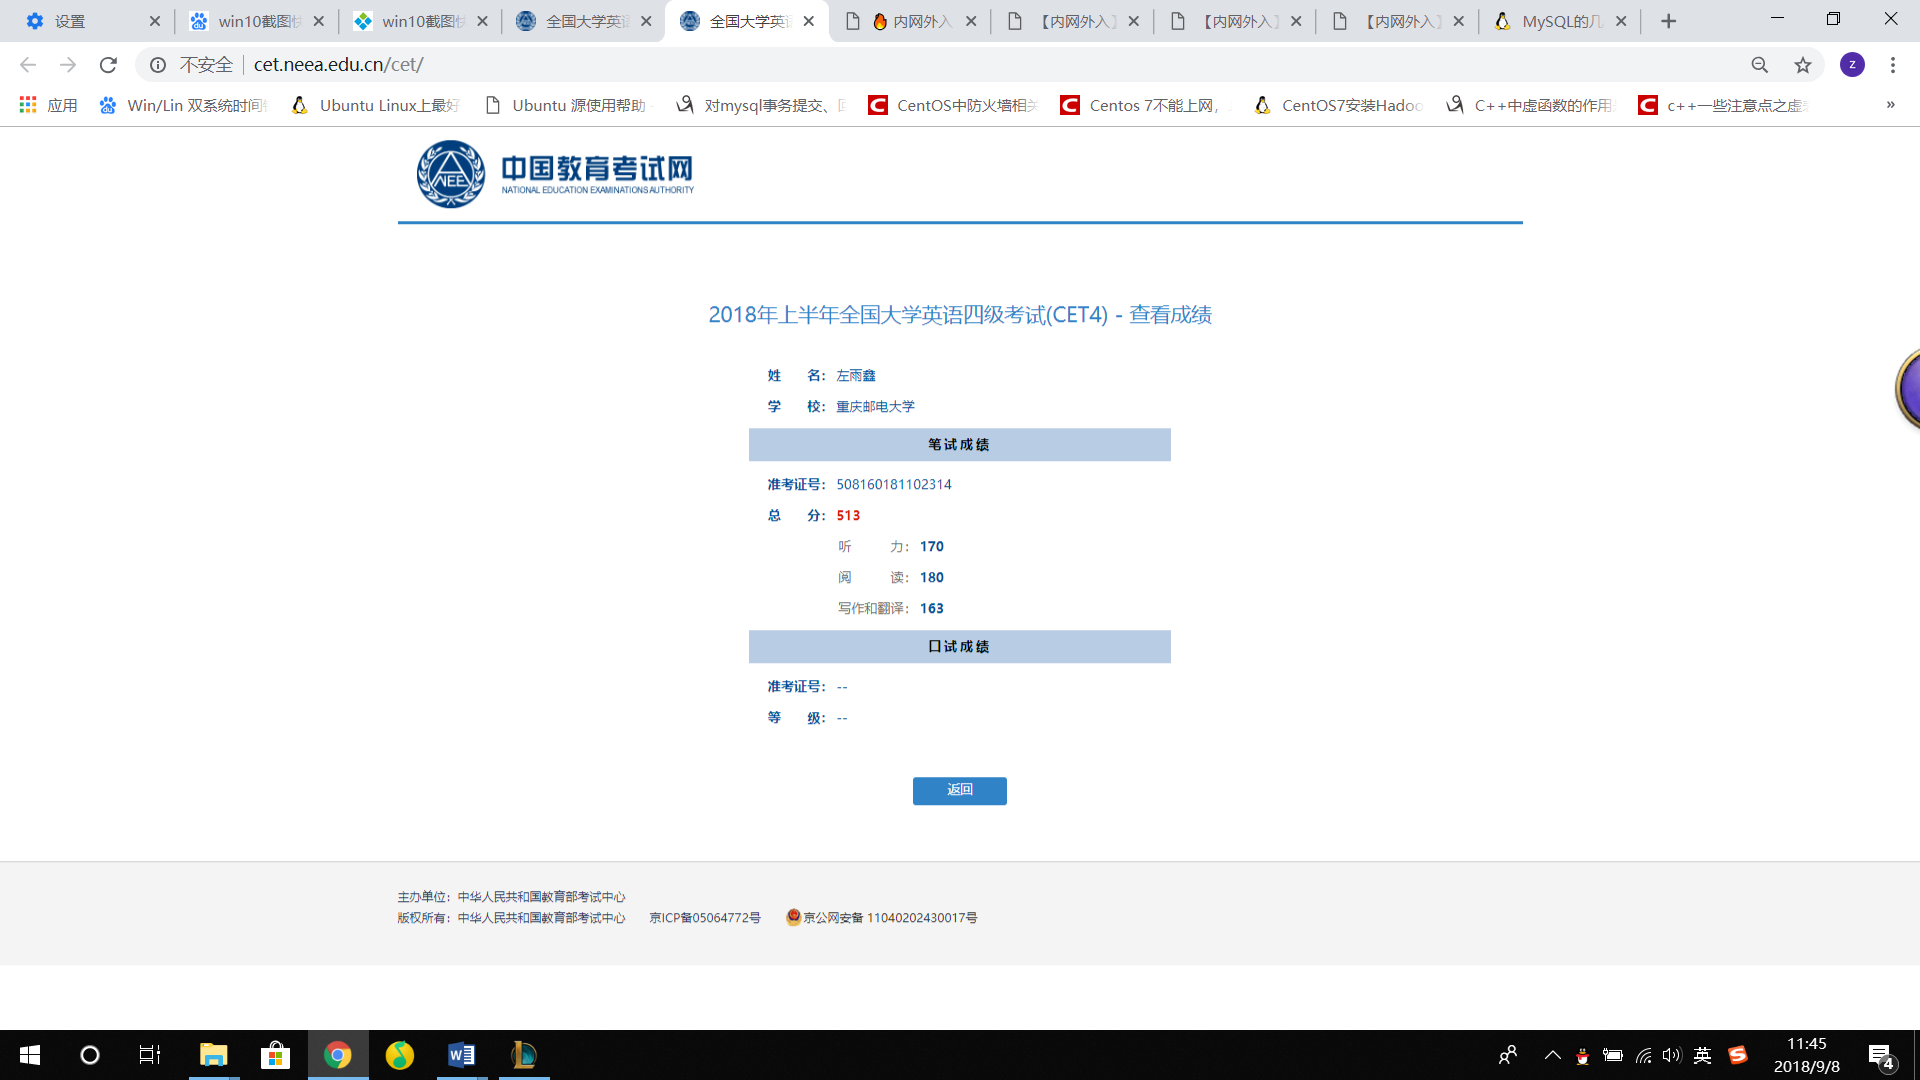 设置
win10截图快
win10截图快
全国大学英语
全国大学英语
内网外入
【内网外入】
【内网外入】
【内网外入】
MySQL的几
不安全
cet.neea.edu.cn/cet/
z
应用
Win/Lin 双系统时间
Ubuntu Linux上最好
Ubuntu 源使用帮助
对mysql事务提交、回
CentOS中防火墙相关
Centos 7不能上网，
CentOS7安装Hadoo
C++中虚函数的作用
c++一些注意点之虚
»
NEE
中国教育考试网
NATIONAL EDUCATION EXAMINATIONS AUTHORITY
2018年上半年全国大学英语四级考试(CET4) - 查看成绩
姓 名： 左雨鑫
学 校： 重庆邮电大学
笔试成绩
准考证号： 508160181102314
总 分： 513
听 力： 170
阅 读： 180
写作和翻译： 163
口试成绩
准考证号： --
等 级： --
返回
主办单位：中华人民共和国教育部考试中心
版权所有：中华人民共和国教育部考试中心 京ICP备05064772号 京公网安备 11040202430017号
英
11:45
2018/9/8
4